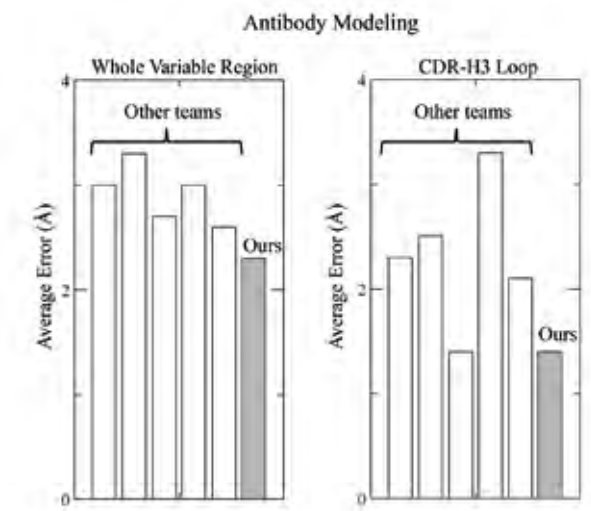 Antibody Modeling
Whole Variable Region
4
Other teams
Average Error (Å)
2
Ours
0
CDR-H3 Loop
4
Other teams
Average Error (Å)
2
Ours
0